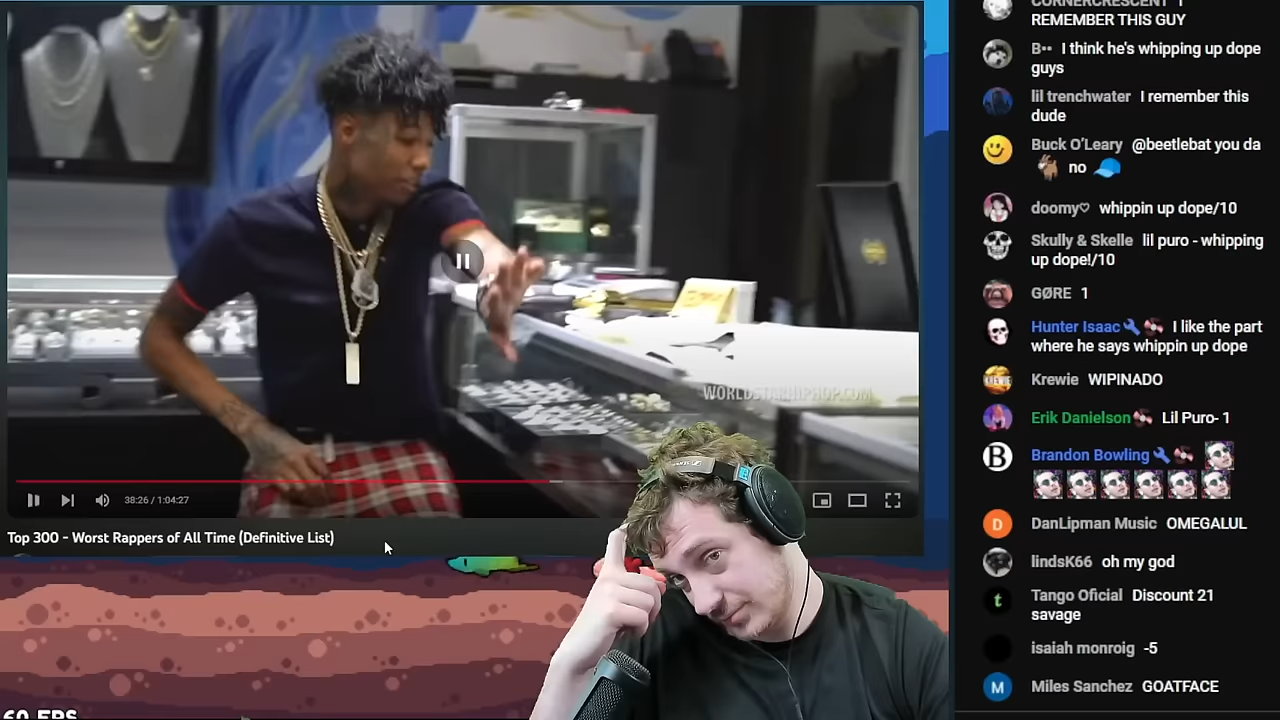 WORLDSTARHIPHOP.COM
38:26 / 1:04:27
Top 300 - Worst Rappers of All Time (Definitive List)
60 FPS
CORNERCRESCENT 1
REMEMBER THIS GUY
B•• I think he's whipping up dope
guys
lil trenchwater I remember this
dude
Buck O'Leary @beetlebat you da
no
doomy♡ whippin up dope/10
Skully & Skelle lil puro - whipping
up dope!/10
GØRE 1
Hunter Isaac I like the part
where he says whippin up dope
Krewie WIPINADO
Erik Danielson Lil Puro- 1
B Brandon Bowling
D DanLipman Music OMEGALUL
lindsK66 oh my god
t Tango Oficial Discount 21
savage
isaiah monroig -5
M Miles Sanchez GOATFACE